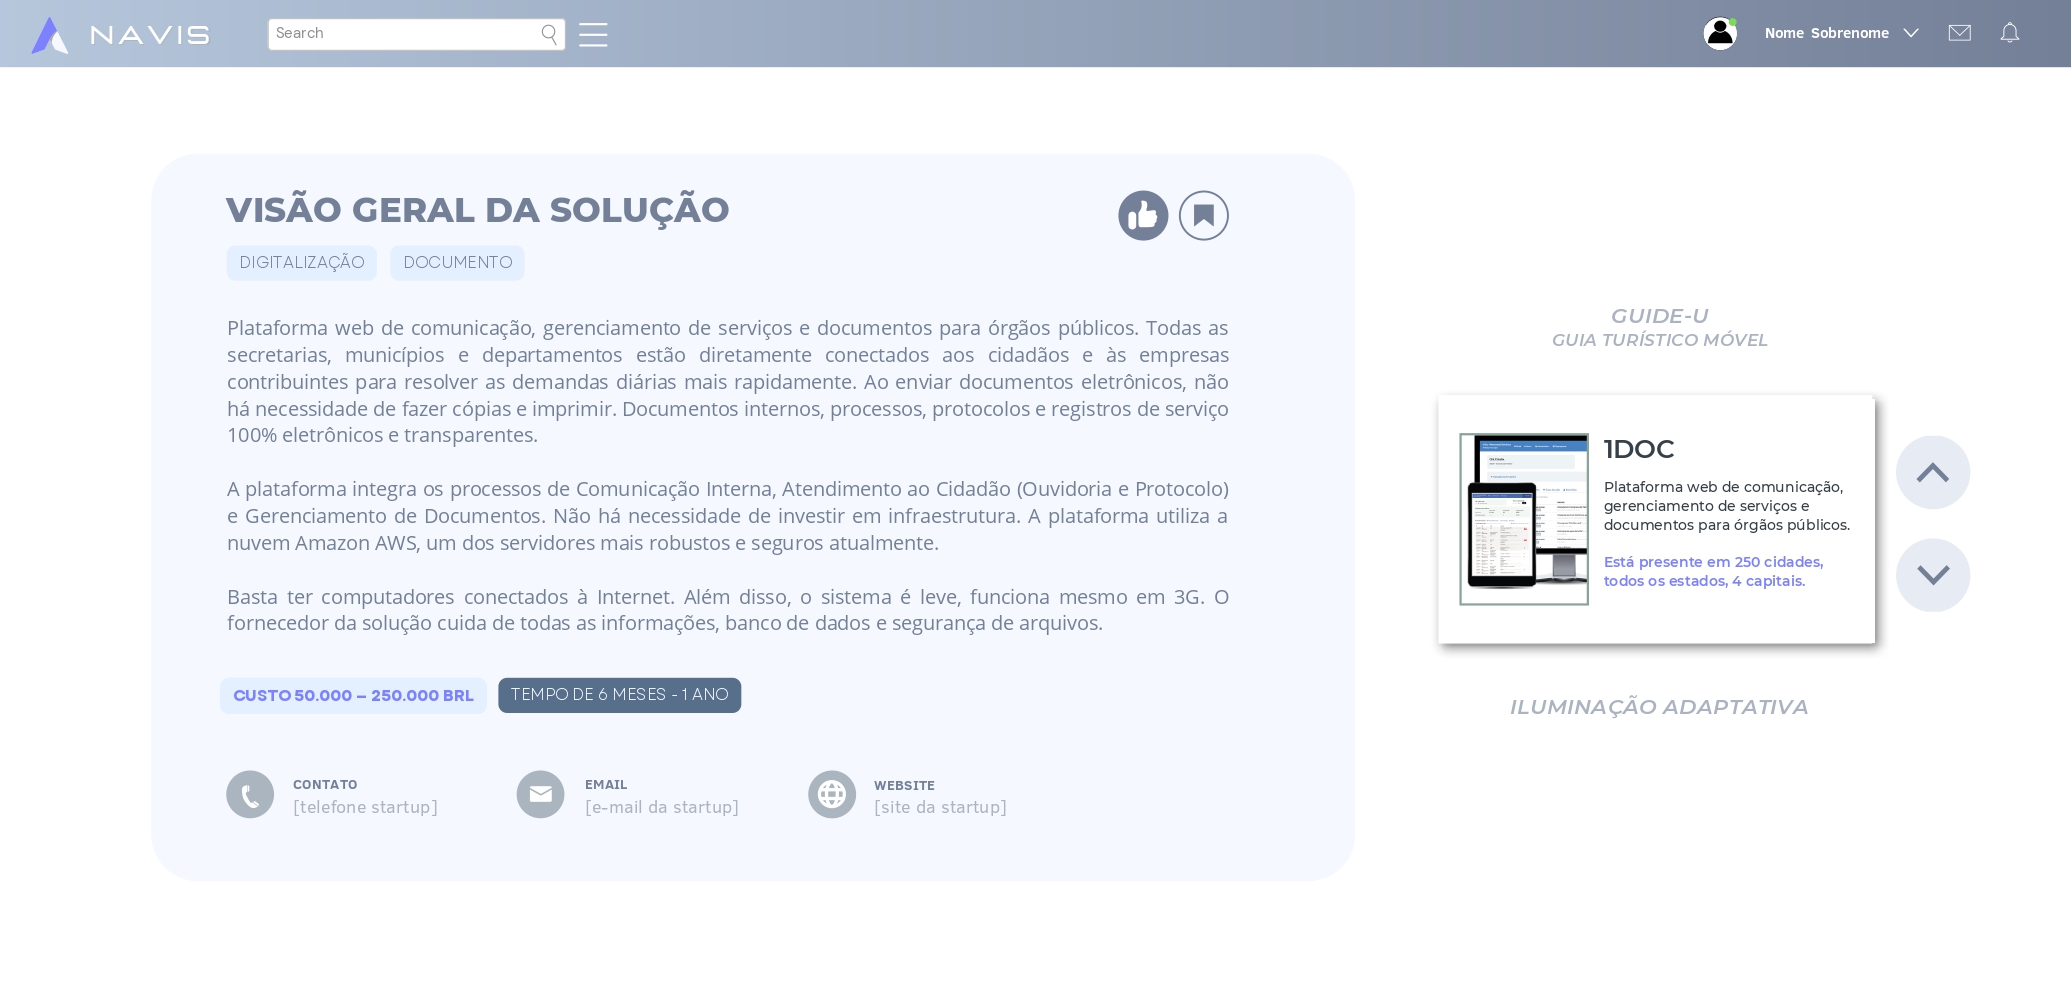 NAVIS
Search
Nome Sobrenome
VISÃO GERAL DA SOLUÇÃO
DIGITALIZAÇÃO
DOCUMENTO
Plataforma web de comunicação, gerenciamento de serviços e documentos para órgãos públicos. Todas as
secretarias, municípios e departamentos estão diretamente conectados aos cidadãos e às empresas
contribuintes para resolver as demandas diárias mais rapidamente. Ao enviar documentos eletrônicos, não
há necessidade de fazer cópias e imprimir. Documentos internos, processos, protocolos e registros de serviço
100% eletrônicos e transparentes.
A plataforma integra os processos de Comunicação Interna, Atendimento ao Cidadão (Ouvidoria e Protocolo)
e Gerenciamento de Documentos. Não há necessidade de investir em infraestrutura. A plataforma utiliza a
nuvem Amazon AWS, um dos servidores mais robustos e seguros atualmente.
Basta ter computadores conectados à Internet. Além disso, o sistema é leve, funciona mesmo em 3G. O
fornecedor da solução cuida de todas as informações, banco de dados e segurança de arquivos.
CUSTO 50.000 – 250.000 BRL
TEMPO DE 6 MESES - 1 ANO
CONTATO
[telefone startup]
EMAIL
[e-mail da startup]
WEBSITE
[site da startup]
GUIDE-U
GUIA TURÍSTICO MÓVEL
1DOC
Plataforma web de comunicação,
gerenciamento de serviços e
documentos para órgãos públicos.
Está presente em 250 cidades,
todos os estados, 4 capitais.
ILUMINAÇÃO ADAPTATIVA